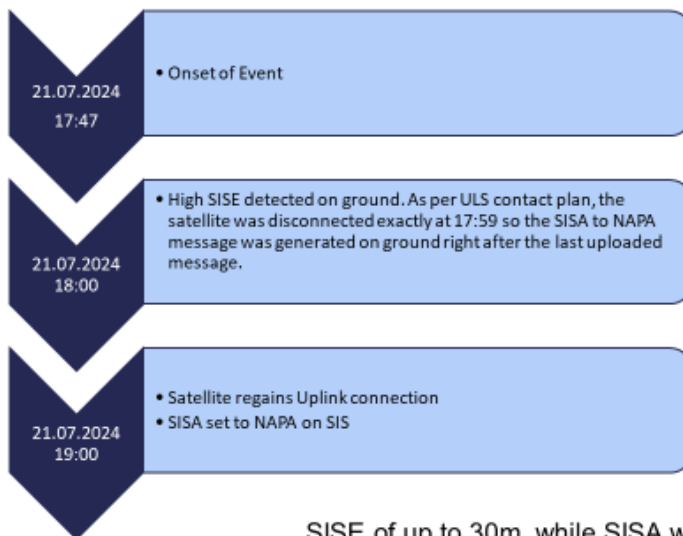 21.07.2024
17:47
• Onset of Event
21.07.2024
18:00
• High SISE detected on ground. As per ULS contact plan, the
satellite was disconnected exactly at 17:59 so the SISA to NAPA
message was generated on ground right after the last uploaded
message.
21.07.2024
19:00
• Satellite regains Uplink connection
• SISA set to NAPA on SIS
SISE of up to 30m, while SISA w